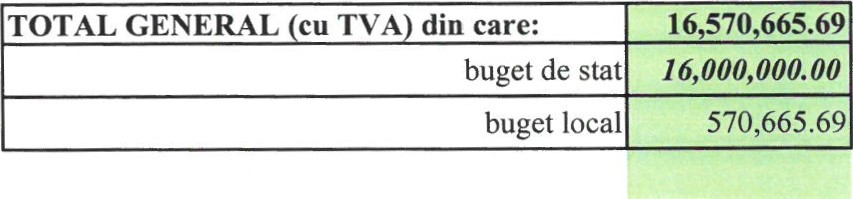 TOTAL GENERAL (cu TVA) din care: 16,570,665.69
buget de stat 16,000,000.00
buget local 570,665.69